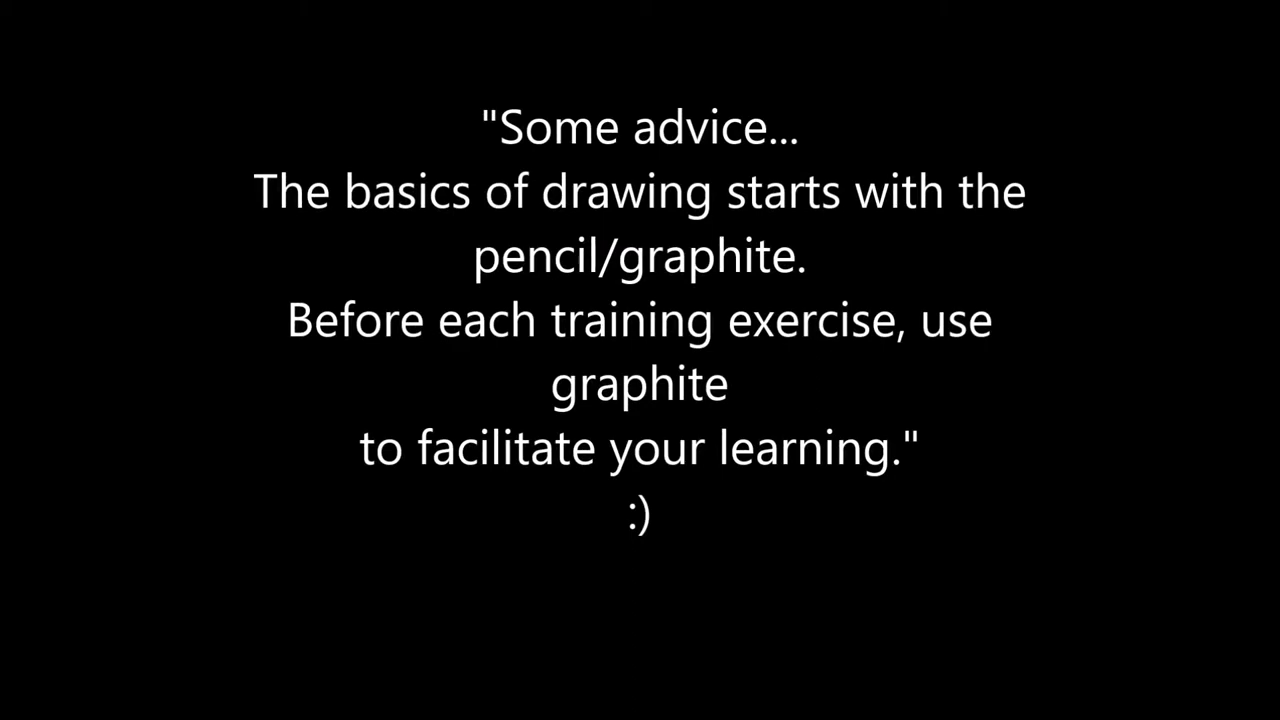 "Some advice...
The basics of drawing starts with the
pencil/graphite.
Before each training exercise, use
graphite
to facilitate your learning."
:)